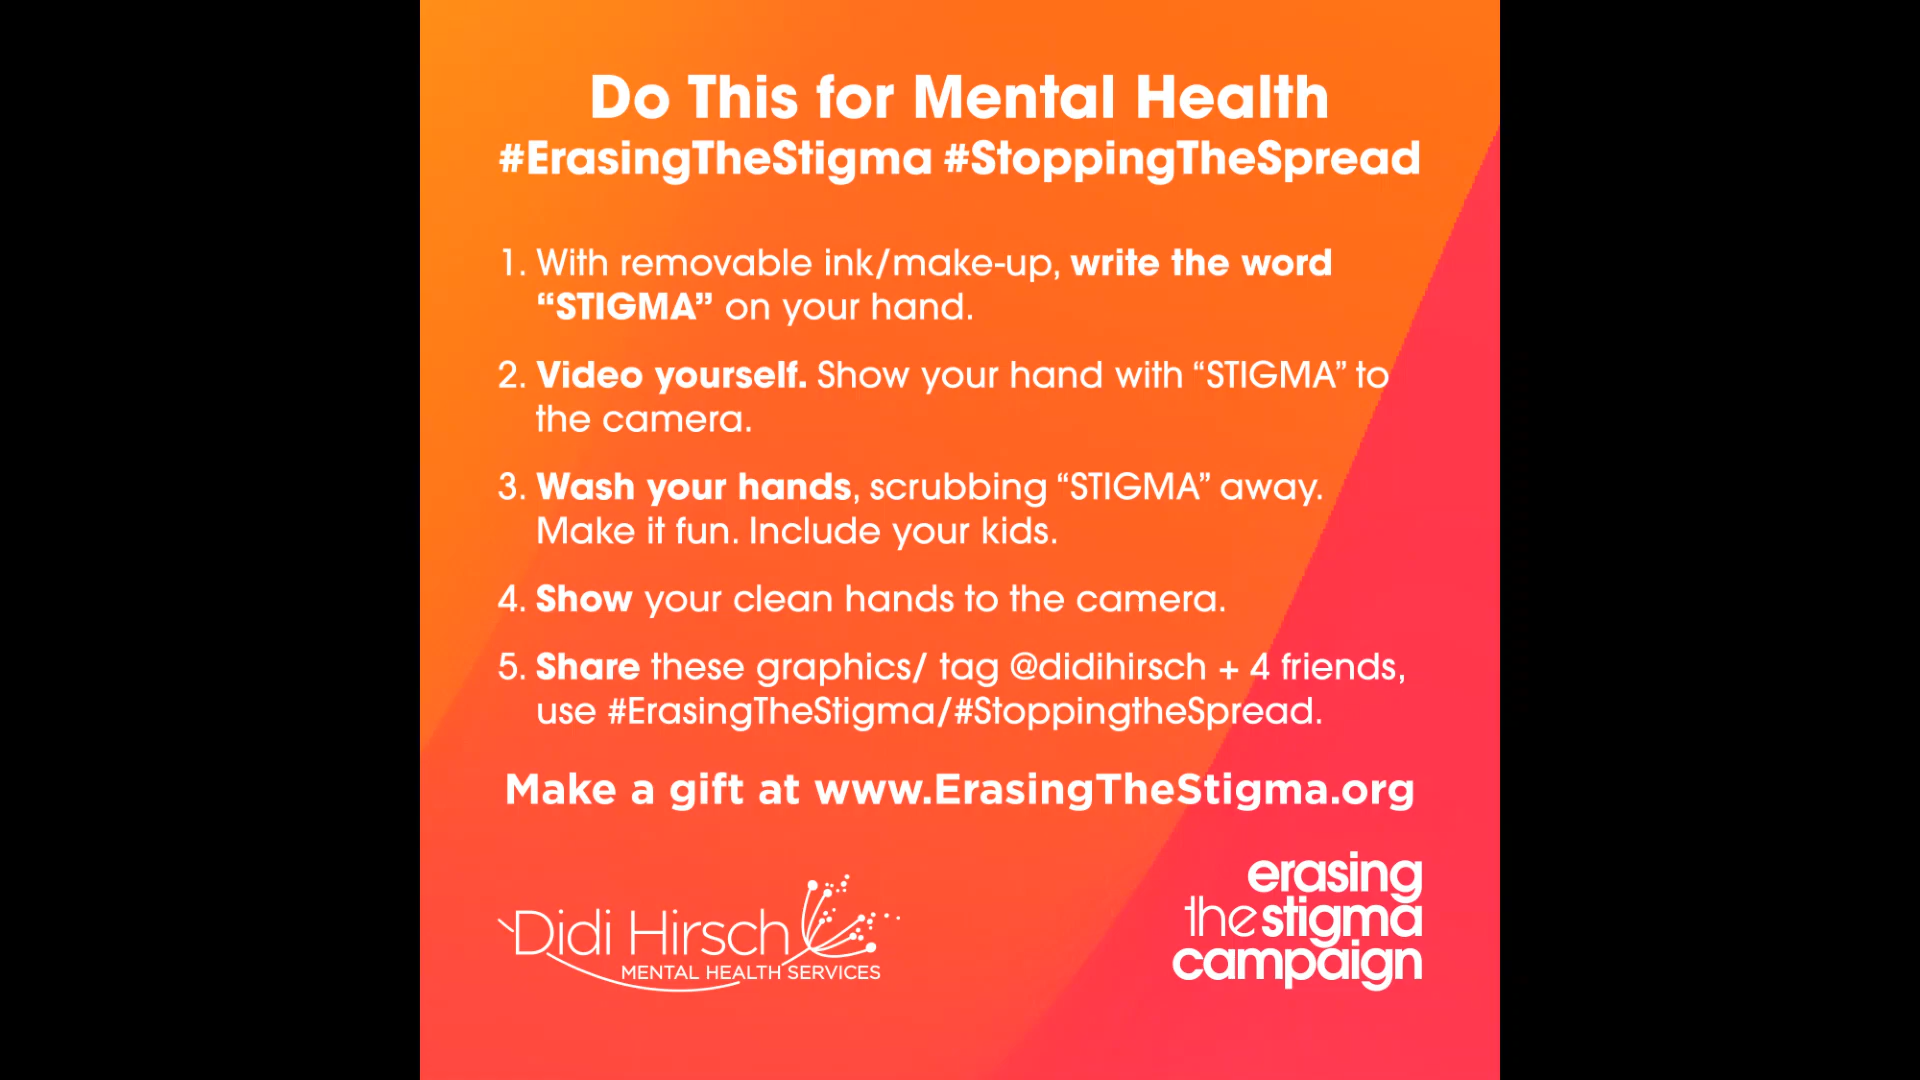 Do This for Mental Health
#ErasingTheStigma #StoppingTheSpread
1. With removable ink/make-up, write the word
“STIGMA” on your hand.
2. Video yourself. Show your hand with “STIGMA” to
the camera.
3. Wash your hands, scrubbing “STIGMA” away.
Make it fun. Include your kids.
4. Show your clean hands to the camera.
5. Share these graphics/ tag @didihirsch + 4 friends,
use #ErasingTheStigma/#StoppingtheSpread.
Make a gift at www.ErasingTheStigma.org
Didi Hirsch
MENTAL HEALTH SERVICES
erasing
the stigma
campaign